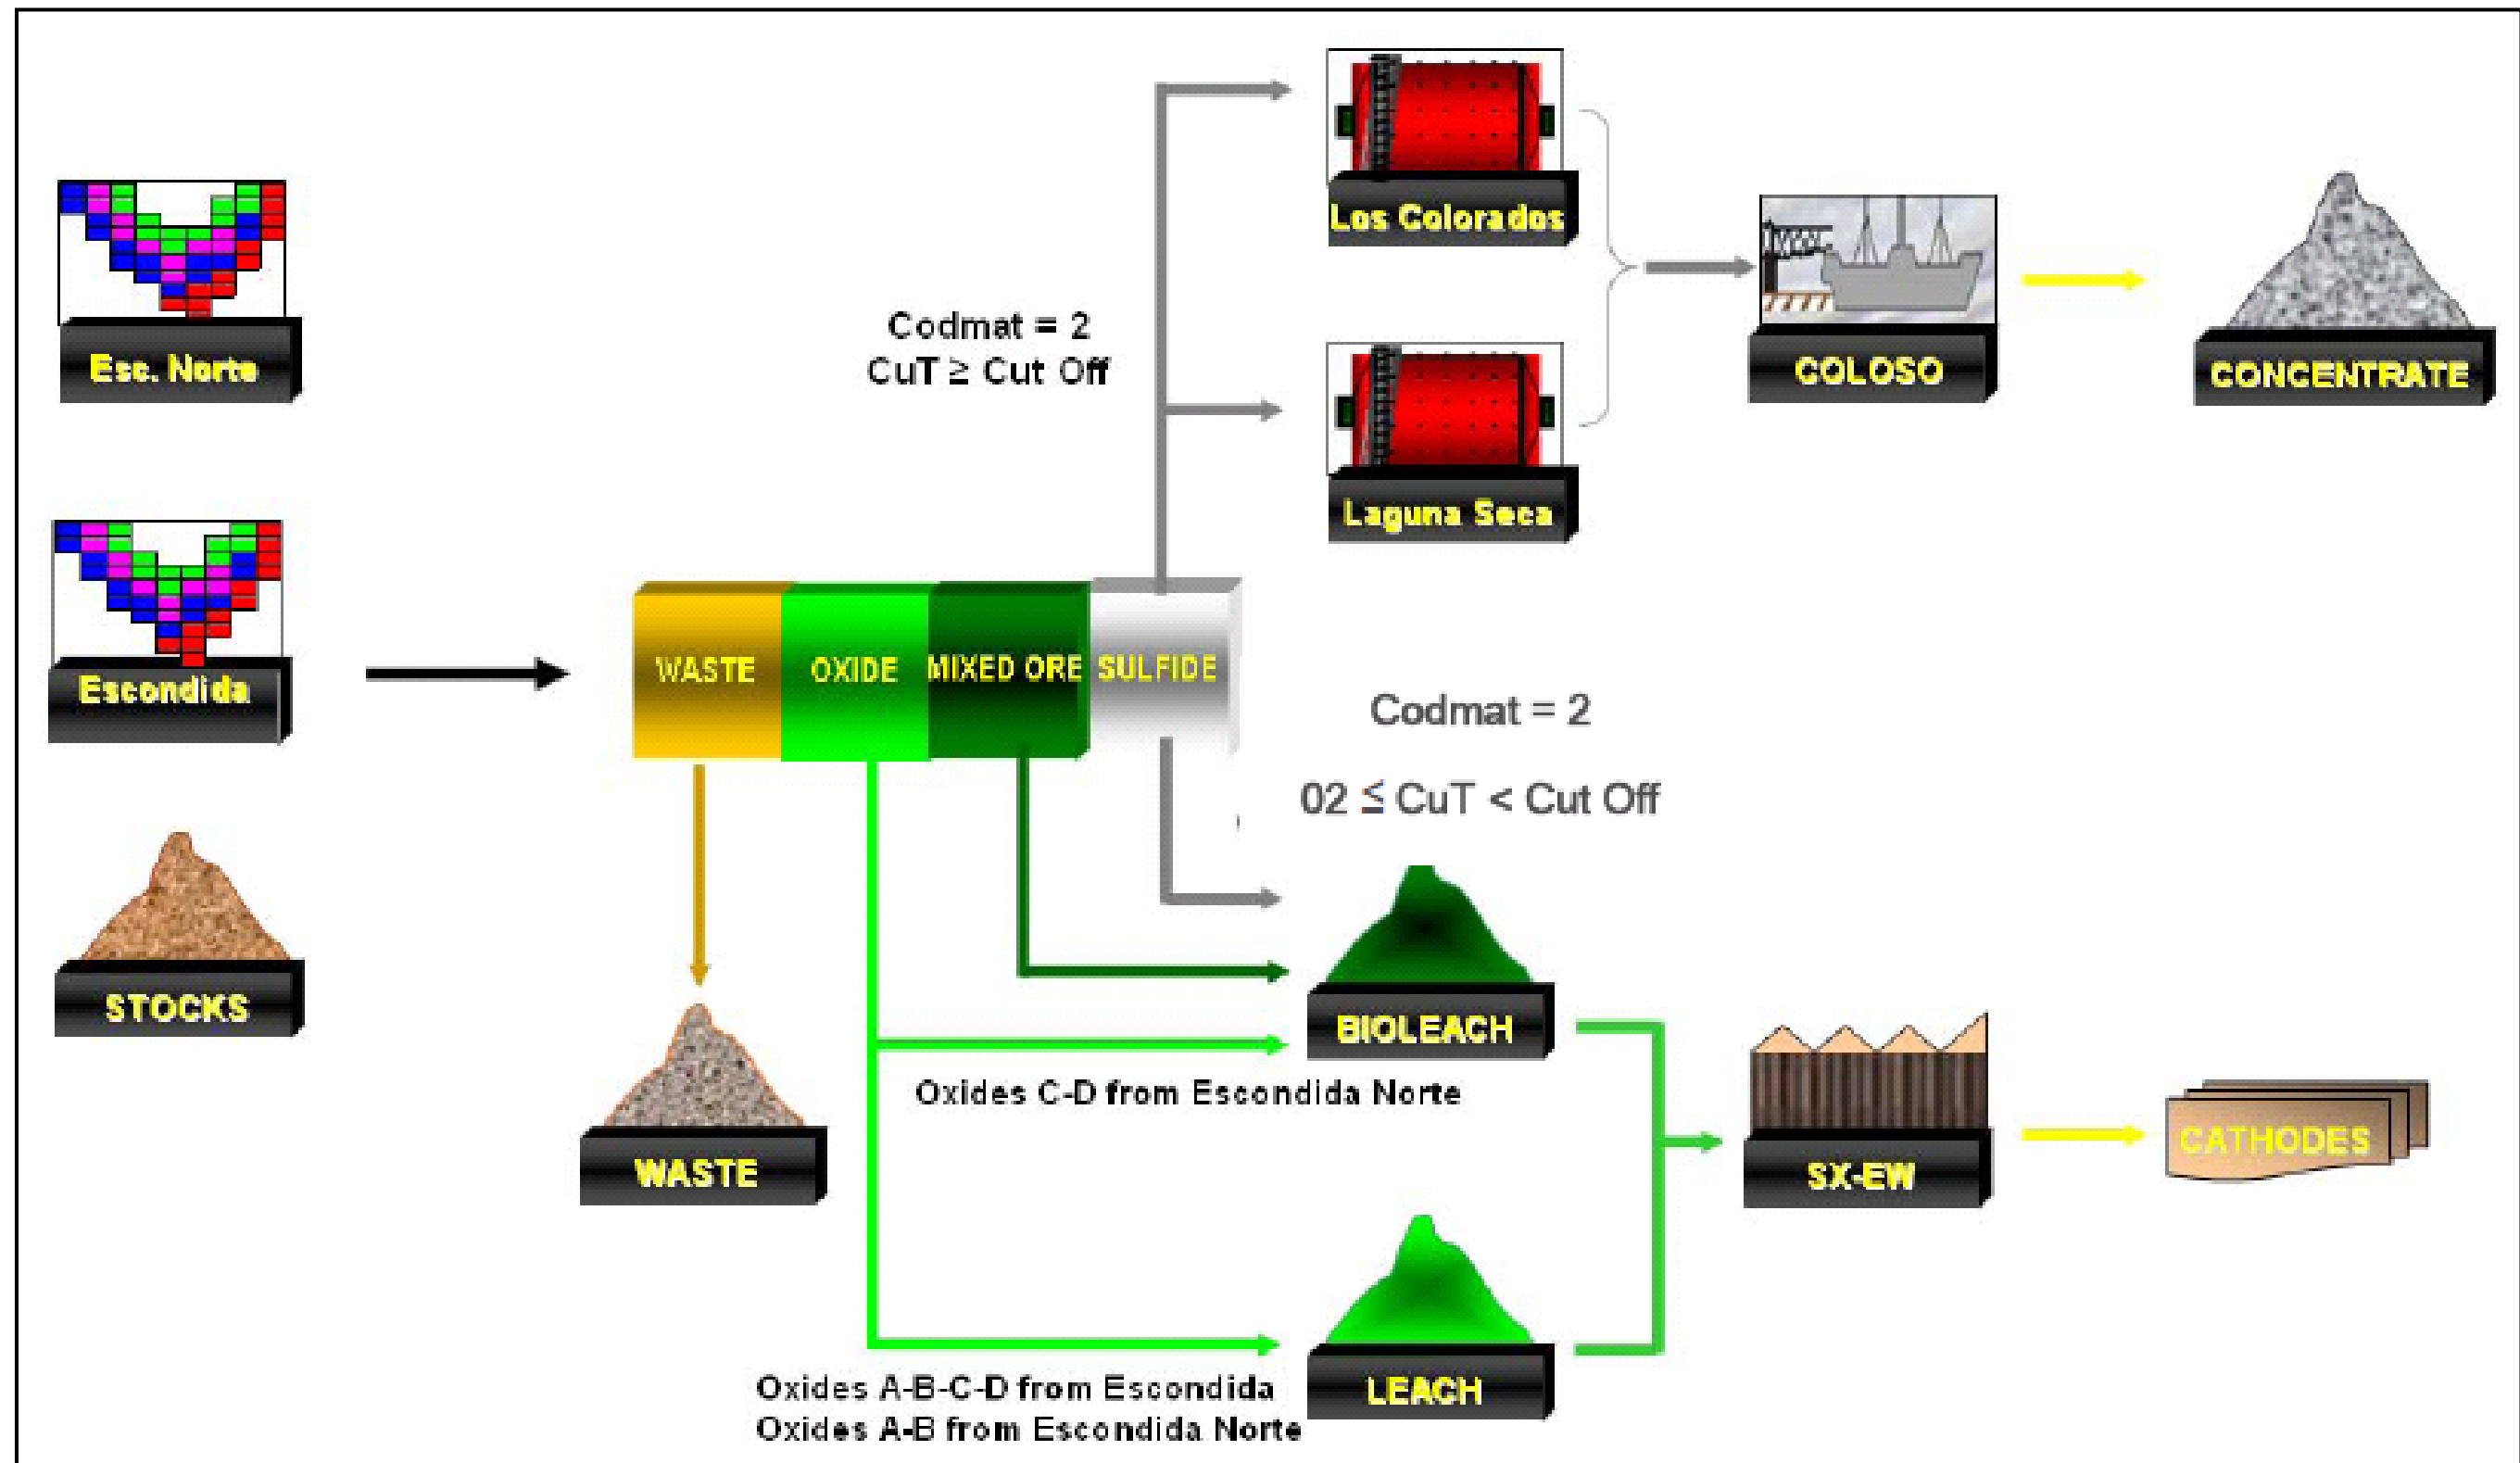 Los Colorados
Esc. Norte
Codmat = 2
CuT ≥ Cut Off
COLOSO
CONCENTRATE
Laguna Seca
Escondida
WASTE
OXIDE
MIXED ORE
SULFIDE
Codmat = 2
02 ≤ CuT < Cut Off
STOCKS
BIOLEACH
Oxides C-D from Escondida Norte
WASTE
SX-EW
CATHODES
LEACH
Oxides A-B-C-D from Escondida
Oxides A-B from Escondida Norte